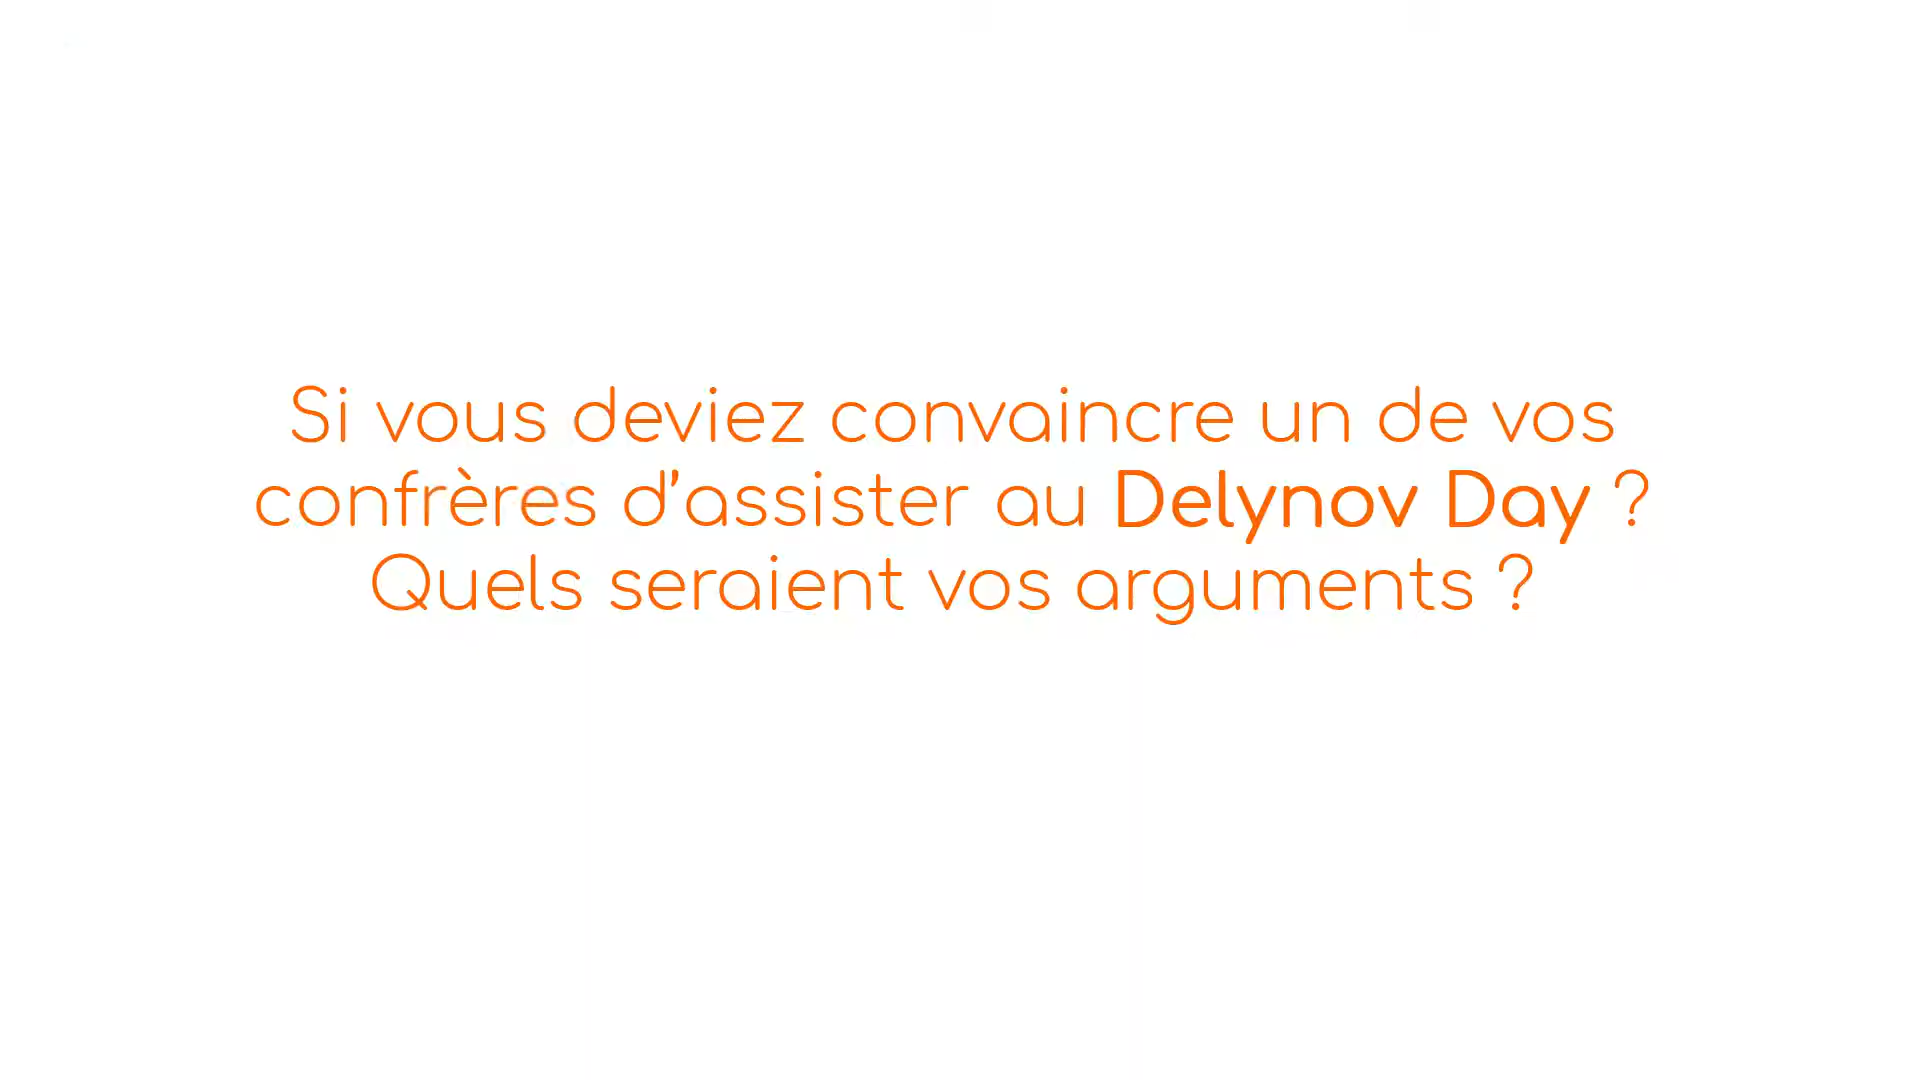 Si vous deviez convaincre un de vos
confrères d’assister au Delynov Day ?
Quels seraient vos arguments ?